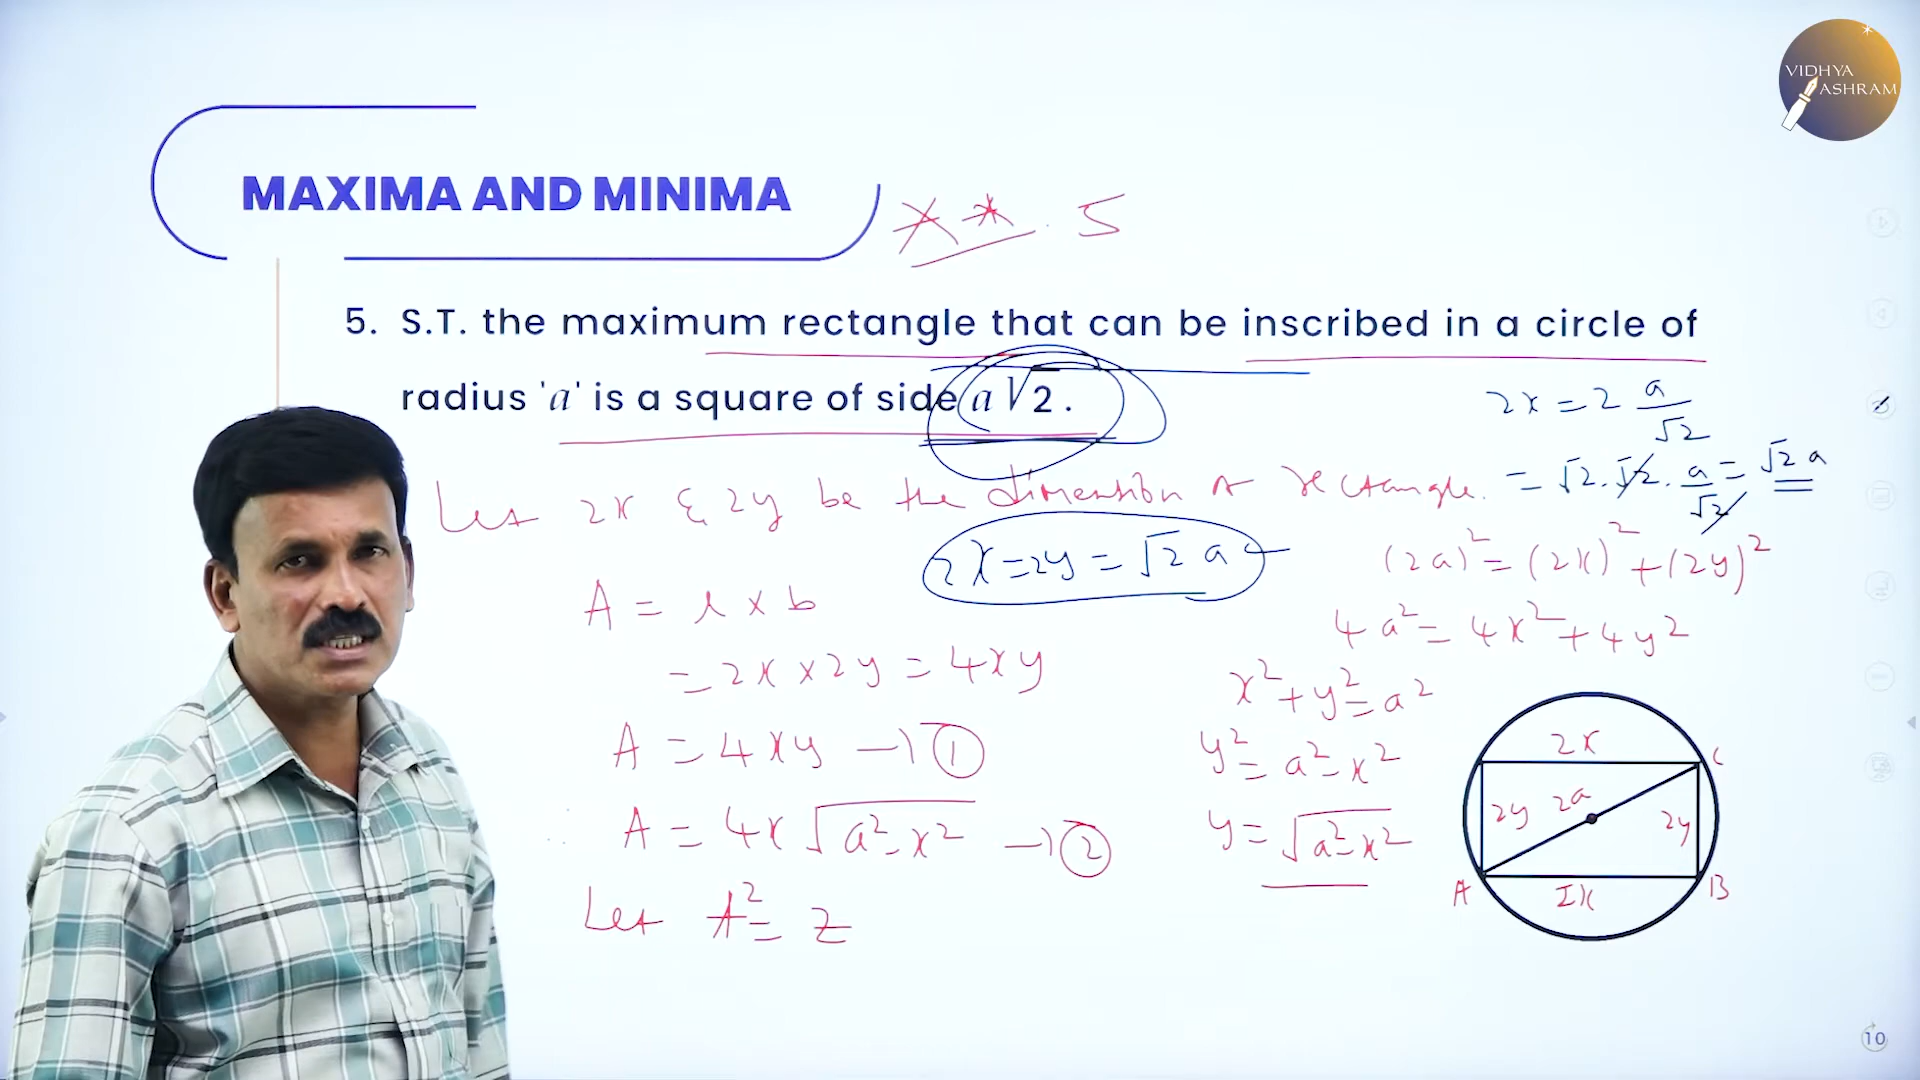 VIDHYA
ASHRAM
MAXIMA AND MINIMA
** . 5
5. S.T. the maximum rectangle that can be inscribed in a circle of
radius 'a' is a square of side a√2.
2x = 2 a/√2
= √2.√2. a/√2 = √2 a
Let 2x & 2y be the dimension of rectangle.
2x=2y = √2 a
(2a)² = (2x)² + (2y)²
A = l × b
4a² = 4x² + 4y²
= 2x × 2y = 4xy
x² + y² = a²
A = 4xy → ①
y² = a² - x²
∴ A = 4x √a² - x² → ②
y = √a² - x²
Let A² = z
2x
C
2y
2a
2y
A
2x
B
10